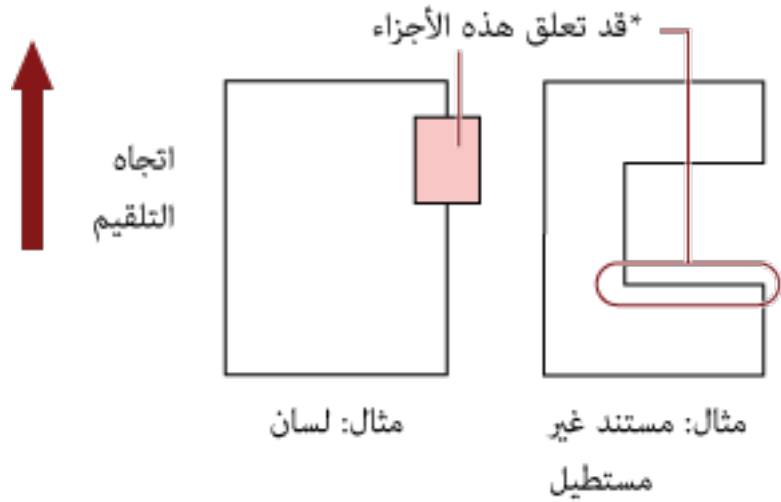 *قد تعلق هذه الأجزاء
اتجاه
التلقيم
مثال: لسان
مثال: مستند غير
مستطيل